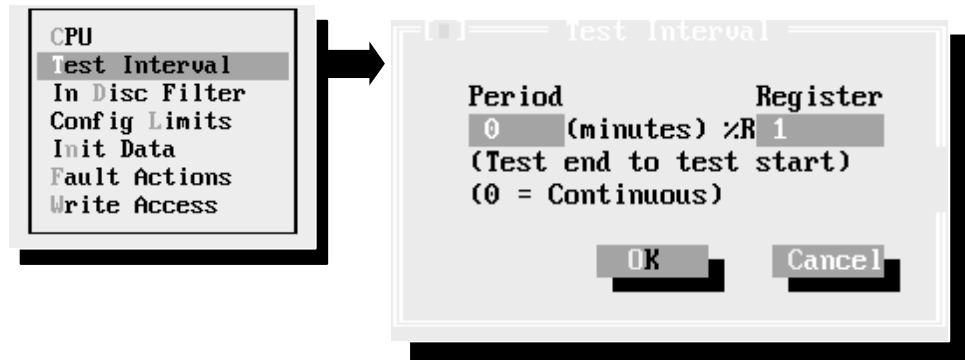 CPU
Test Interval
In Disc Filter
Config Limits
Init Data
Fault Actions
Write Access
Test Interval
Period Register
0 (minutes) %R 1
(Test end to test start)
(0 = Continuous)
OK Cancel